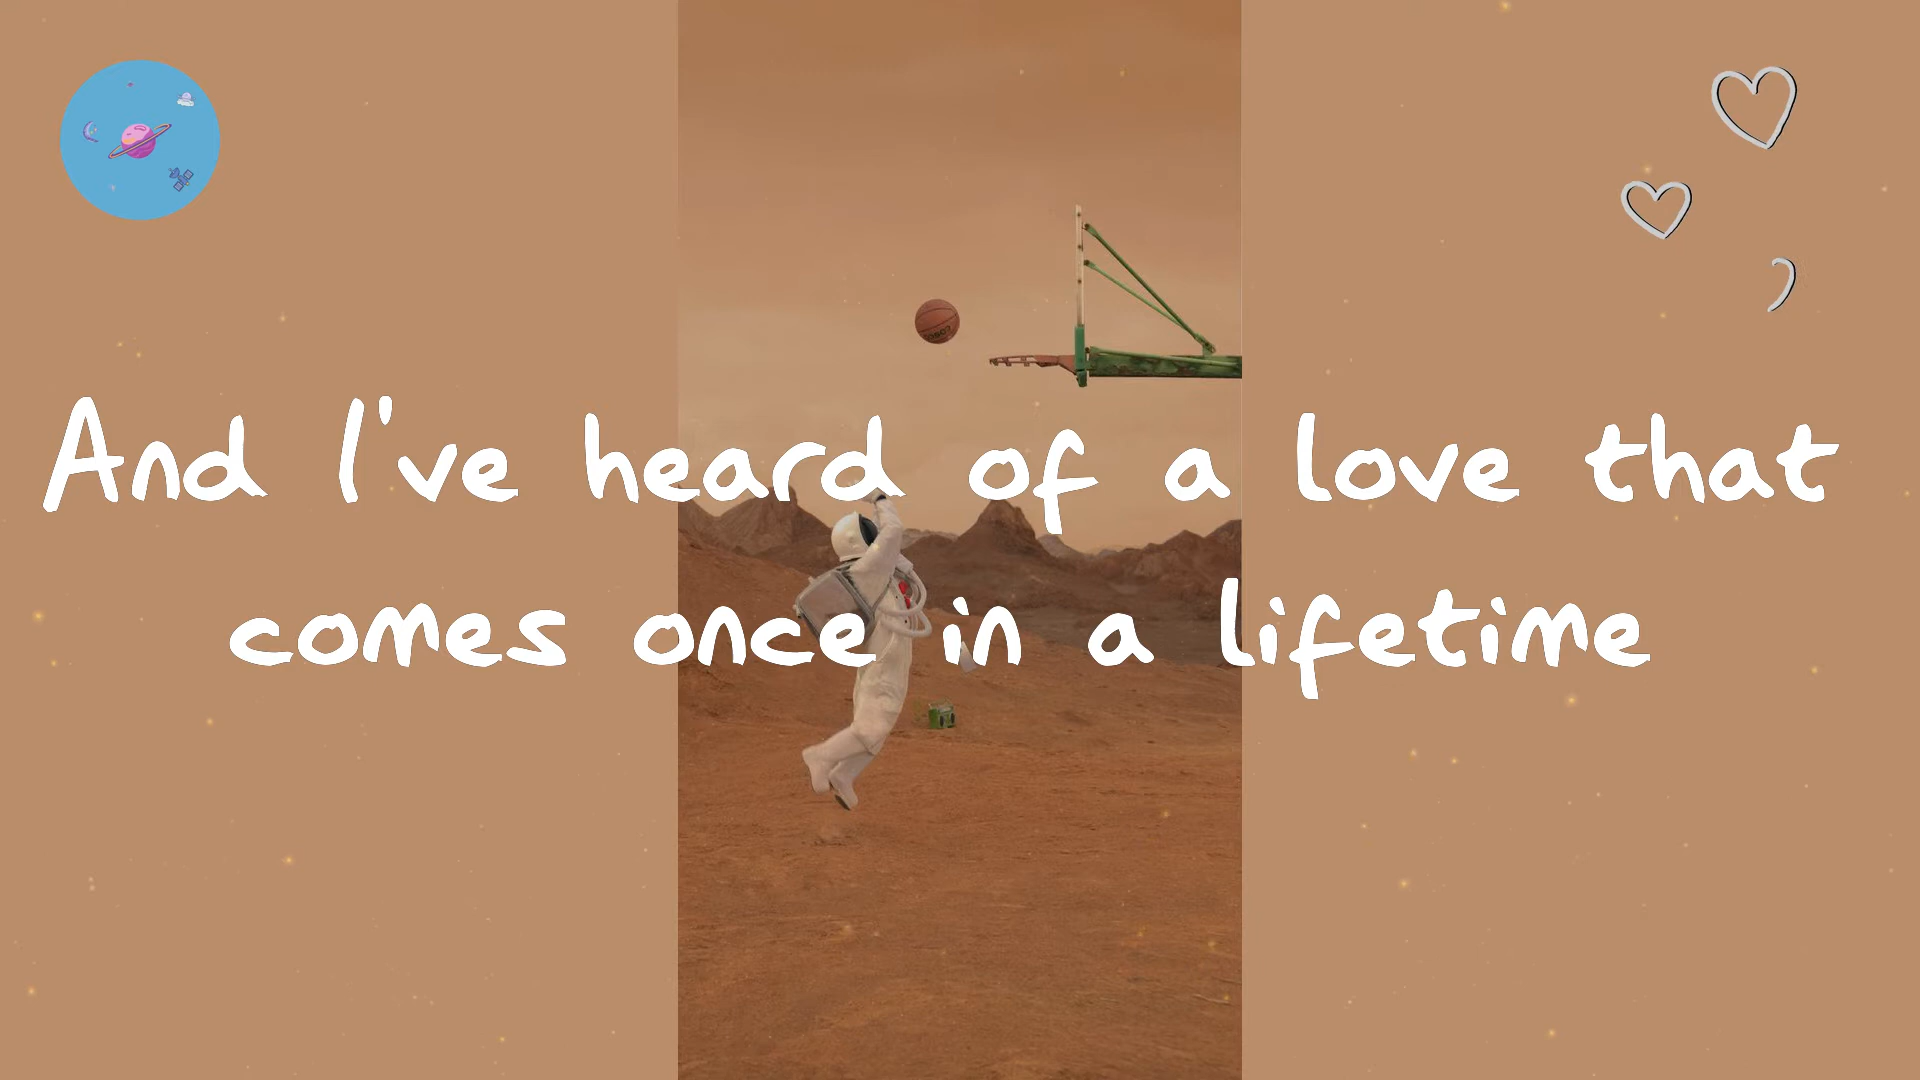 And I've heard of a love that
comes once in a lifetime